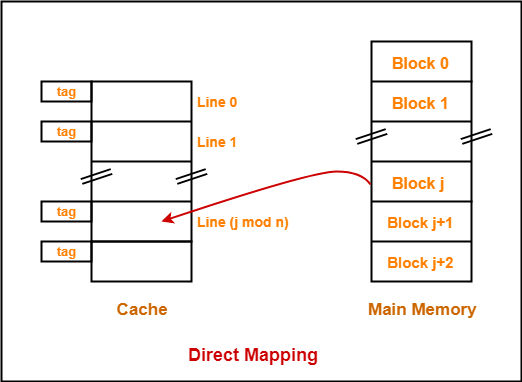 tag
Line 0
tag
Line 1
tag
Line (j mod n)
tag
Cache
Block 0
Block 1
Block j
Block j+1
Block j+2
Main Memory
Direct Mapping